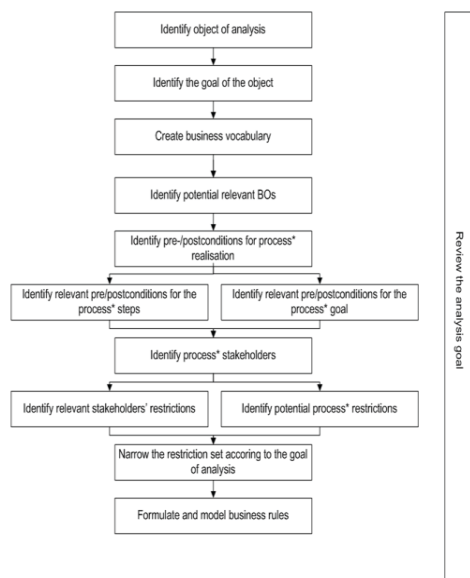 Identify object of analysis
Identify the goal of the object
Create business vocabulary
Identify potential relevant BOs
Identify pre-/postconditions for process*
realisation
Identify relevant pre/postconditions for the
process* steps
Identify relevant pre/postconditions for the
process* goal
Identify process* stakeholders
Identify relevant stakeholders' restrictions
Identify potential process* restrictions
Narrow the restriction set accoring to the goal
of analysis
Formulate and model business rules
Review the analysis goal